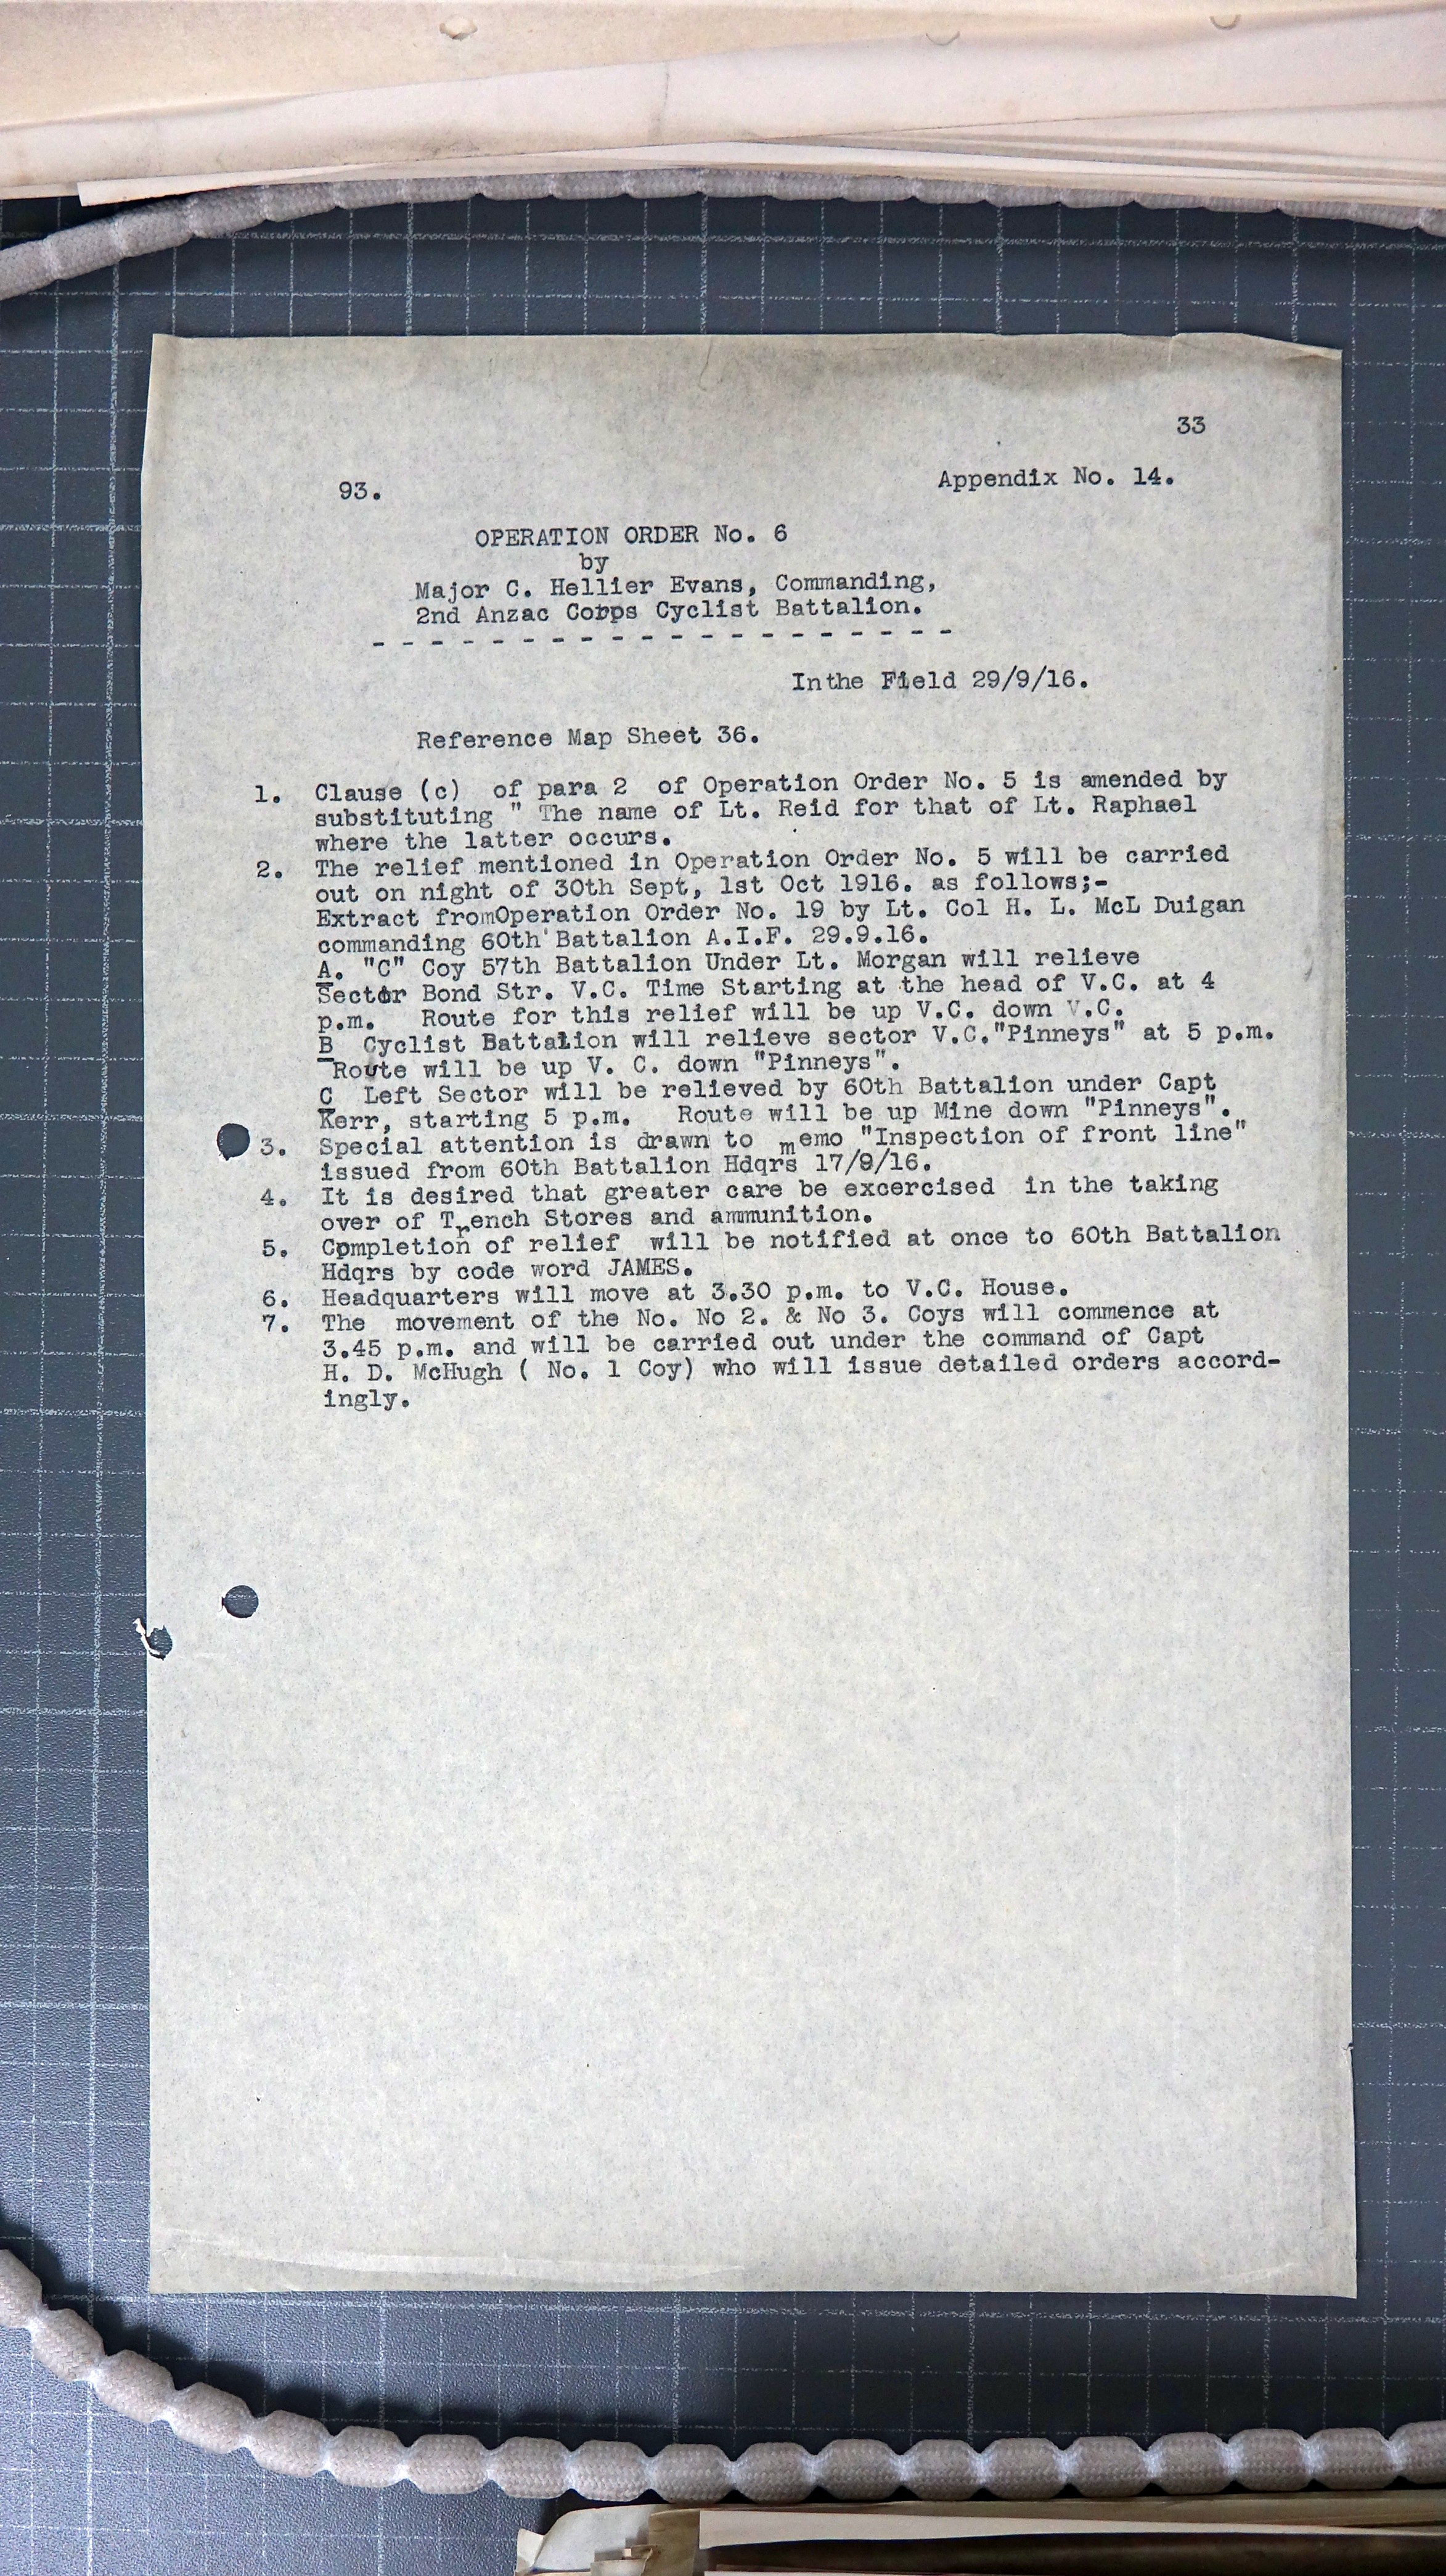 33
93.
Appendix No. 14.
OPERATION ORDER No. 6
by
Major C. Hellier Evans, Commanding,
2nd Anzac Corps Cyclist Battalion.
- - - - - - - - - - - - - - - - - - - -
Inthe Field 29/9/16.
Reference Map Sheet 36.
1. Clause (c) of para 2 of Operation Order No. 5 is amended by
substituting " The name of Lt. Reid for that of Lt. Raphael
where the latter occurs.
2. The relief mentioned in Operation Order No. 5 will be carried
out on night of 30th Sept, 1st Oct 1916. as follows;-
Extract fromOperation Order No. 19 by Lt. Col H. L. McL Duigan
commanding 60th Battalion A.I.F. 29.9.16.
A. "C" Coy 57th Battalion Under Lt. Morgan will relieve
Sector Bond Str. V.C. Time Starting at the head of V.C. at 4
p.m. Route for this relief will be up V.C. down V.C.
B Cyclist Battalion will relieve sector V.C."Pinneys" at 5 p.m.
Route will be up V. C. down "Pinneys".
C Left Sector will be relieved by 60th Battalion under Capt
Kerr, starting 5 p.m. Route will be up Mine down "Pinneys".
3. Special attention is drawn to memo "Inspection of front line"
issued from 60th Battalion Hdqrs 17/9/16.
4. It is desired that greater care be excercised in the taking
over of Trench Stores and ammunition.
5. Completion of relief will be notified at once to 60th Battalion
Hdqrs by code word JAMES.
6. Headquarters will move at 3.30 p.m. to V.C. House.
7. The movement of the No. No 2. & No 3. Coys will commence at
3.45 p.m. and will be carried out under the command of Capt
H. D. McHugh ( No. 1 Coy) who will issue detailed orders accord-
ingly.